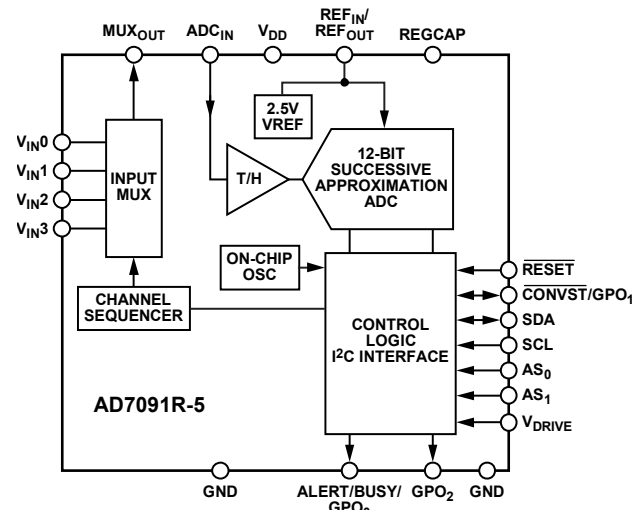 MUXOUT
ADCIN
VDD
REFIN/
REFOUT
REGCAP
2.5V
VREF
12-BIT
SUCCESSIVE
APPROXIMATION
ADC
T/H
VIN0
VIN1
VIN2
VIN3
INPUT
MUX
ON-CHIP
OSC
CHANNEL
SEQUENCER
CONTROL
LOGIC
I2C INTERFACE
RESET
CONVST/GPO1
SDA
SCL
AS0
AS1
VDRIVE
AD7091R-5
GND
ALERT/BUSY/
GPO2
GND